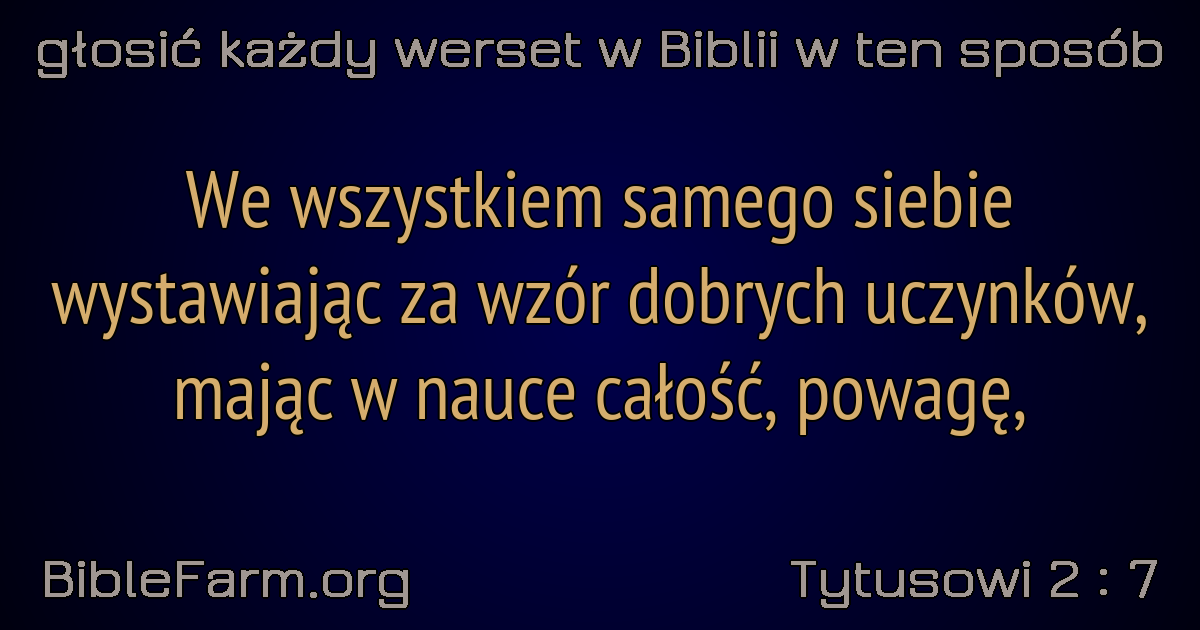 głosić każdy werset w Biblii w ten sposób
We wszystkiem samego siebie
wystawiając za wzór dobrych uczynków,
mając w nauce całość, powagę,
BibleFarm.org
Tytusowi 2 : 7